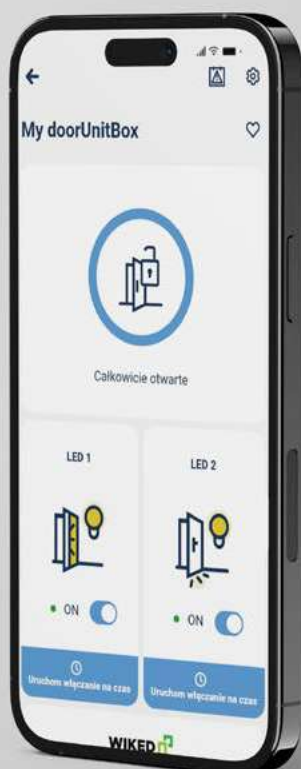 My doorUnitBox
Całkowicie otwarte
LED 1
LED 2
ON
ON
Uruchom włączanie na czas
Uruchom włączanie na czas
WIKED